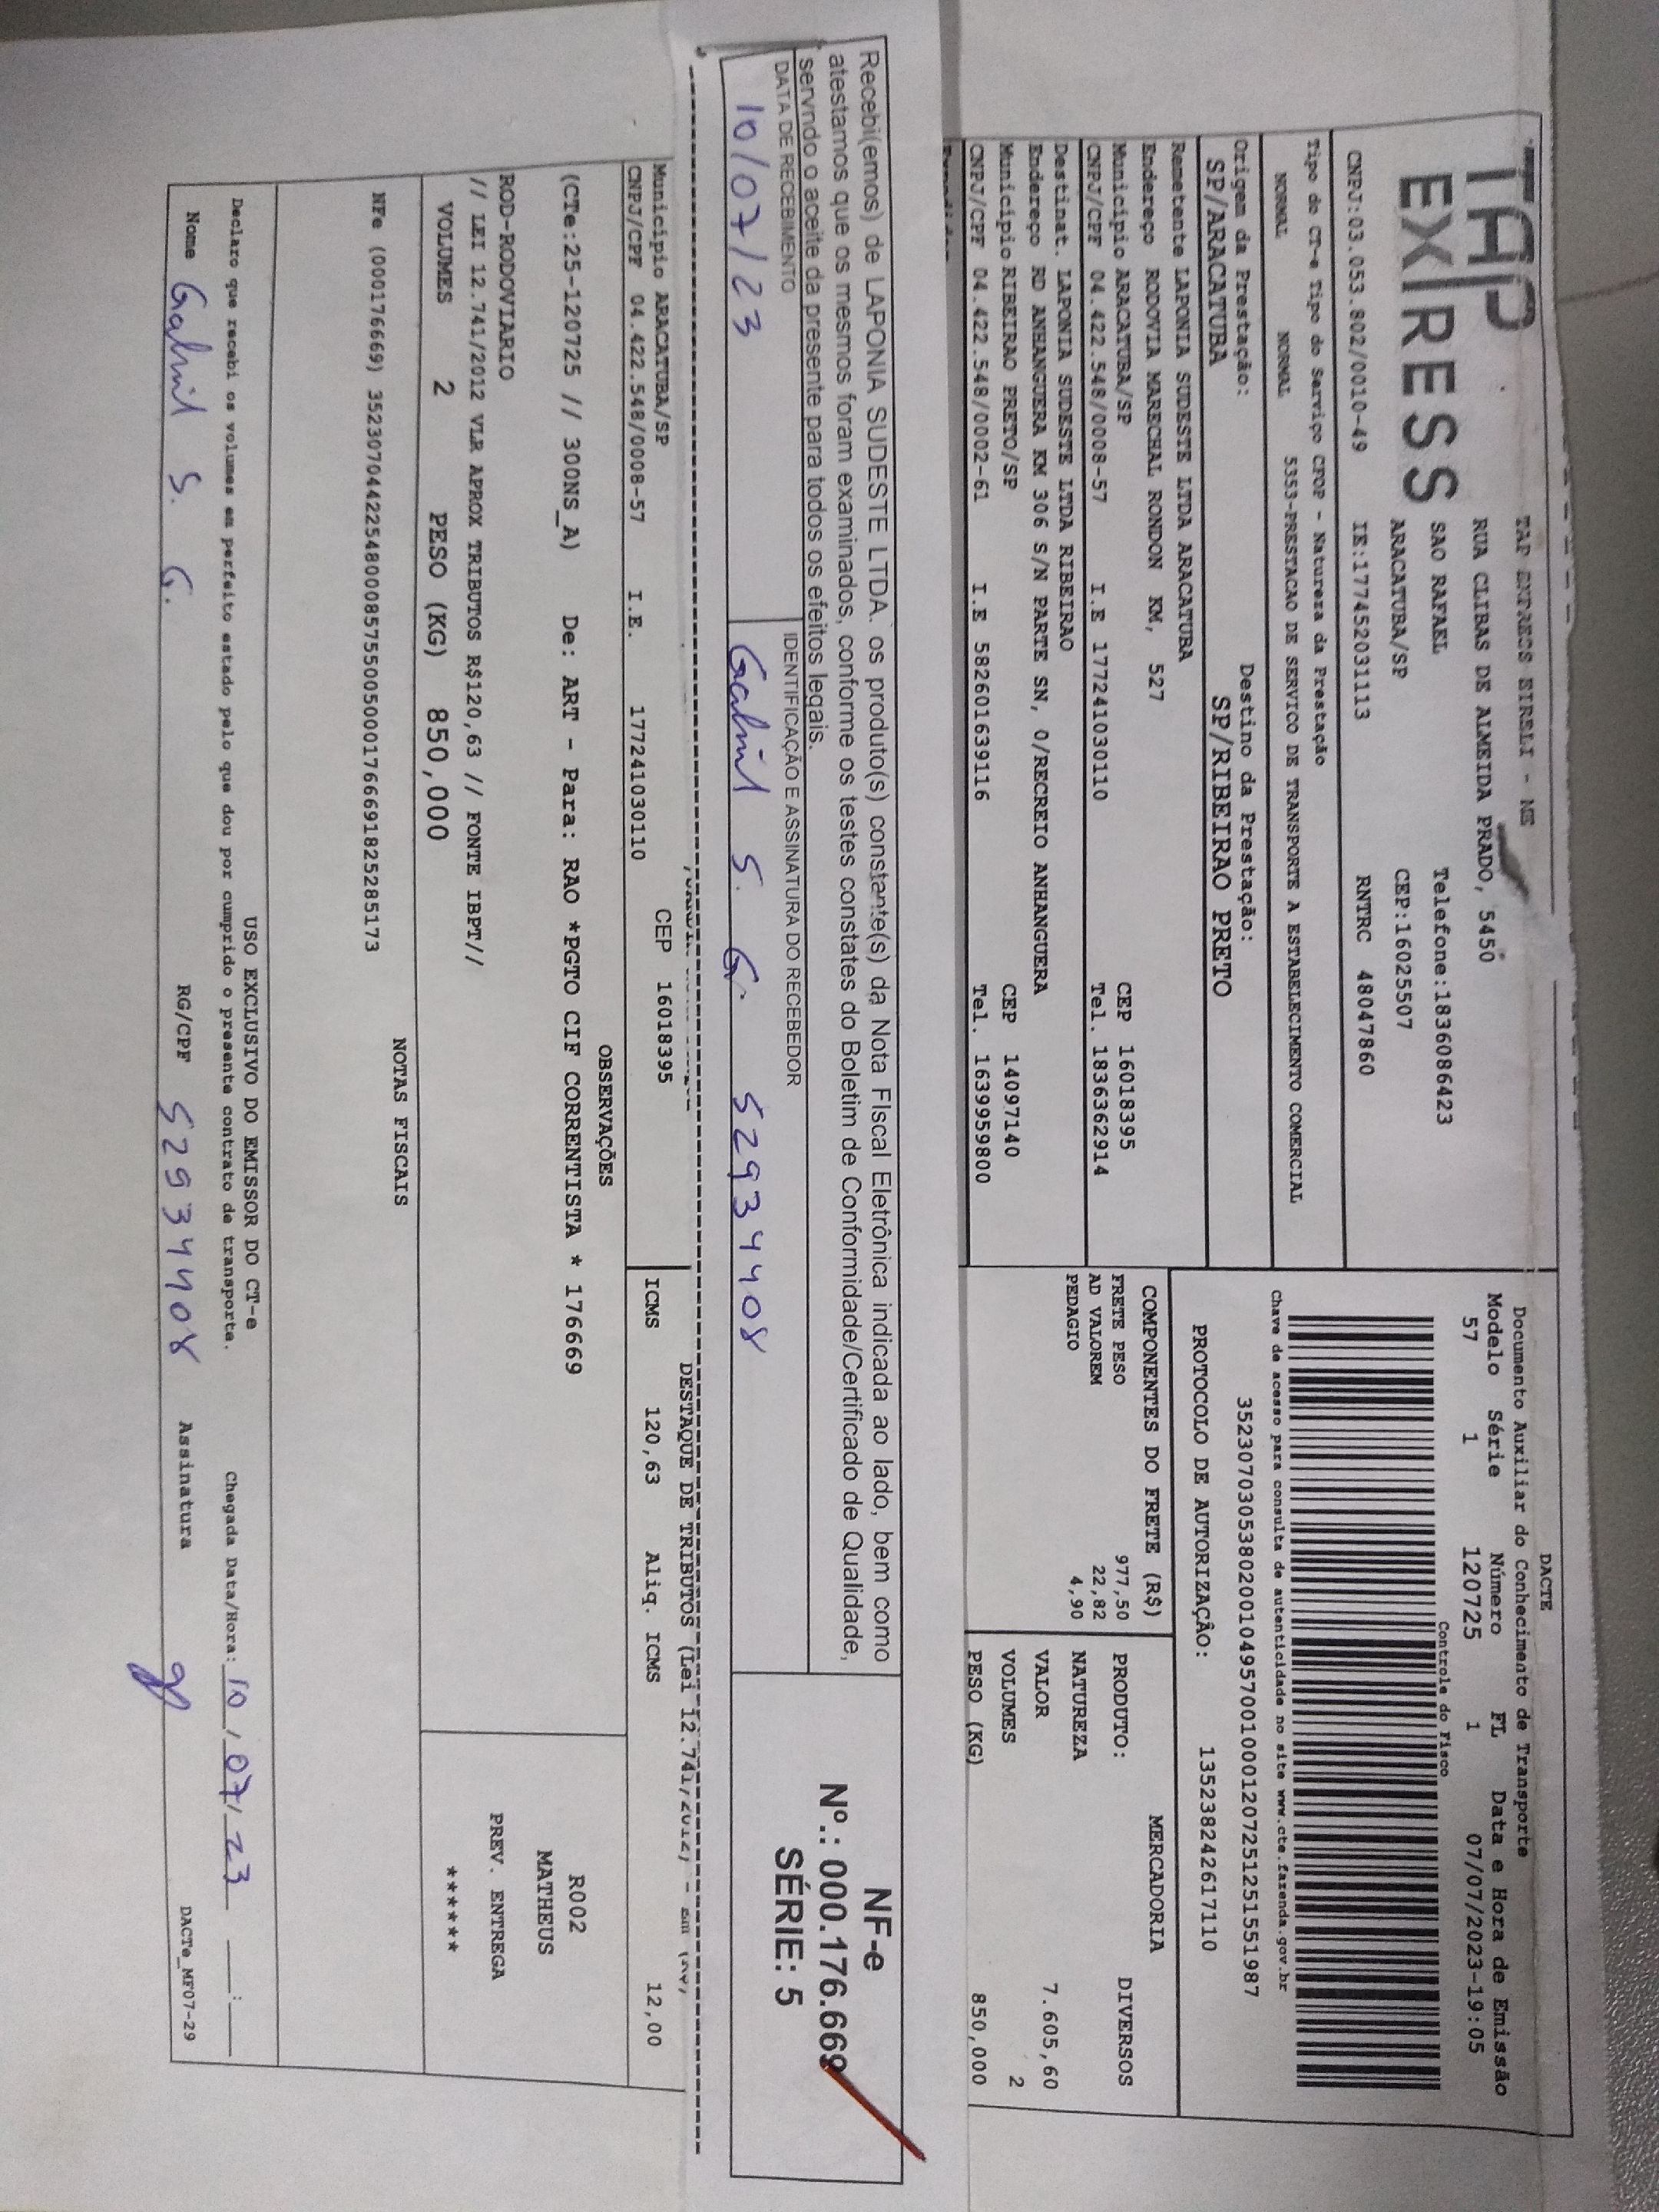 TAP EXPRESS
TAP EXPRECS EIRELI - ME
RUA CLIBAS DE ALMEIDA PRADO, 5450
SAO RAFAEL Telefone:1836086423
ARACATUBA/SP CEP:16025507
CNPJ:03.053.802/0010-49 IE:177452031113 RNTRC 48047860
DACTE
Documento Auxiliar do Conhecimento de Transporte
Modelo Série Número FL Data e Hora de Emissão
57 1 120725 1 07/07/2023-19:05
Controle do Fisco
Chave de acesso para consulta de autenticidade no site www.cte.fazenda.gov.br
35230703053802001049570010001207251251551987
PROTOCOLO DE AUTORIZAÇÃO: 135238242617110
Tipo do CT-e Tipo do Serviço CFOP - Natureza da Prestação
NORMAL NORMAL 5353-PRESTACAO DE SERVICO DE TRANSPORTE A ESTABELECIMENTO COMERCIAL
Origem da Prestação: Destino da Prestação:
SP/ARACATUBA SP/RIBEIRAO PRETO
Remetente LAPONIA SUDESTE LTDA ARACATUBA
Endereço RODOVIA MARECHAL RONDON KM, 527
Municipio ARACATUBA/SP CEP 16018395
CNPJ/CPF 04.422.548/0008-57 I.E 177241030110 Tel. 1836362914
Destinat. LAPONIA SUDESTE LTDA RIBEIRAO
Endereço RD ANHANGUERA KM 306 S/N PARTE SN, 0/RECREIO ANHANGUERA
Municipio RIBEIRAO PRETO/SP CEP 14097140
CNPJ/CPF 04.422.548/0002-61 I.E 582601639116 Tel. 1639959800
COMPONENTES DO FRETE (R$)
FRETE PESO 977,50
AD VALOREM 22,82
PEDAGIO 4,90
MERCADORIA
PRODUTO: DIVERSOS
NATUREZA
VALOR 7.605,60
VOLUMES 2
PESO (KG) 850,000
Recebi(emos) de LAPONIA SUDESTE LTDA. os produto(s) constante(s) da Nota FIscal Eletrônica indicada ao lado, bem como
atestamos que os mesmos foram examinados, conforme os testes constates do Boletim de Conformidade/Certificado de Qualidade,
servndo o aceite da presente para todos os efeitos legais.
DATA DE RECEBIMENTO IDENTIFICAÇÃO E ASSINATURA DO RECEBEDOR
10/07/23 Gabriel S. G. 52934408
NF-e
Nº.: 000.176.669
SÉRIE: 5
DESTAQUE DE TRIBUTOS (Lei 12.741/2012)
Municipio ARACATUBA/SP CEP 16018395
CNPJ/CPF 04.422.548/0008-57 I.E. 177241030110
ICMS 120,63 Aliq. ICMS 12,00
OBSERVAÇÕES
(CTe:25-120725 // 300NS_A) De: ART - Para: RAO *PGTO CIF CORRENTISTA * 176669
ROD-RODOVIARIO
// LEI 12.741/2012 VLR APROX TRIBUTOS R$120,63 // FONTE IBPT//
VOLUMES 2 PESO (KG) 850,000
R002
MATHEUS
PREV. ENTREGA
*******
NOTAS FISCAIS
NFe (000176669) 35230704422548000857550050001766691825285173
USO EXCLUSIVO DO EMISSOR DO CT-e
Declaro que recebi os volumes em perfeito estado pelo que dou por cumprido o presente contrato de transporte. Chegada Data/Hora: 10/07/23 __:__
Nome Gabriel S. G. RG/CPF 52934408 Assinatura
DACTe_MF07-29